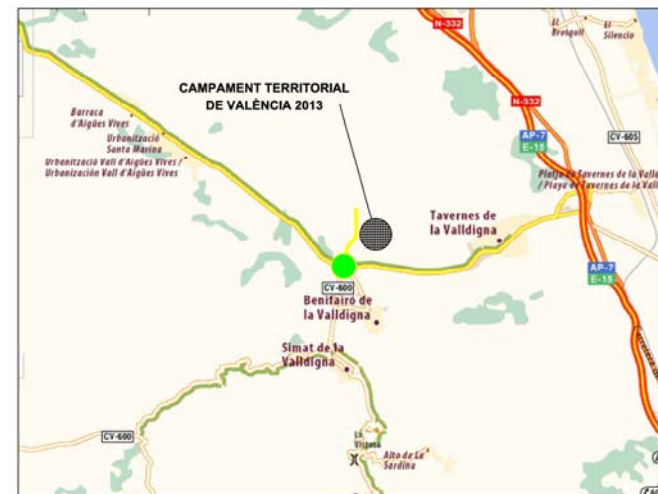 N-332
El
Brosquil
El
Silencio
CAMPAMENT TERRITORIAL
DE VALÈNCIA 2013
N-332
Barraca
d'Aigües Vives
Urbanització
Santa Marina
Urbanització Vall d'Aigües Vives /
Urbanización Vall d'Aigües Vives
AP-7
E-15
CV-605
Platja de Tavernes de la Valld
/ Playa de Tavernes de la Vall
Tavernes de
la Valldigna
CV-600
AP-7
E-15
Benifairó de
la Valldigna
Simat de la
Valldigna
CV-600
La
Alto de La
Sardina